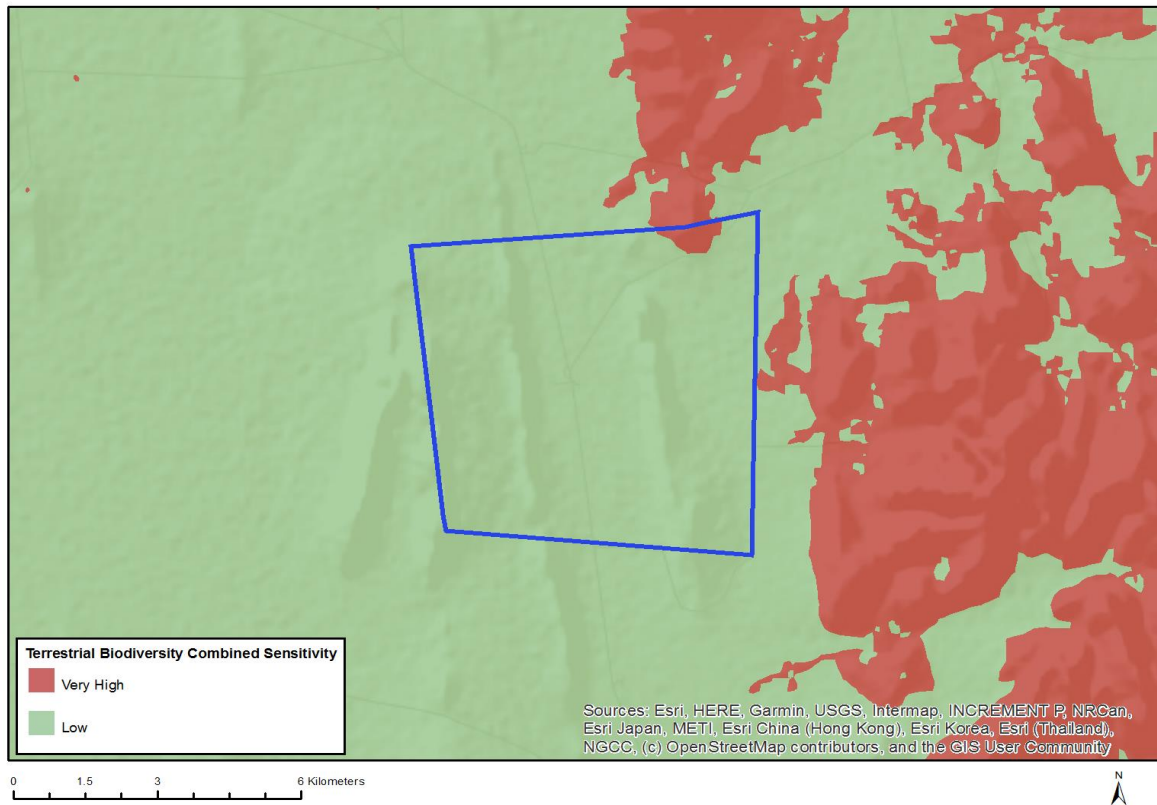 Terrestrial Biodiversity Combined Sensitivity
Very High
Low
Sources: Esri, HERE, Garmin, USGS, Intermap, INCREMENT P, NRCan,
Esri Japan, METI, Esri China (Hong Kong), Esri Korea, Esri (Thailand),
NGCC, (c) OpenStreetMap contributors, and the GIS User Community
0 1.5 3 6 Kilometers
N